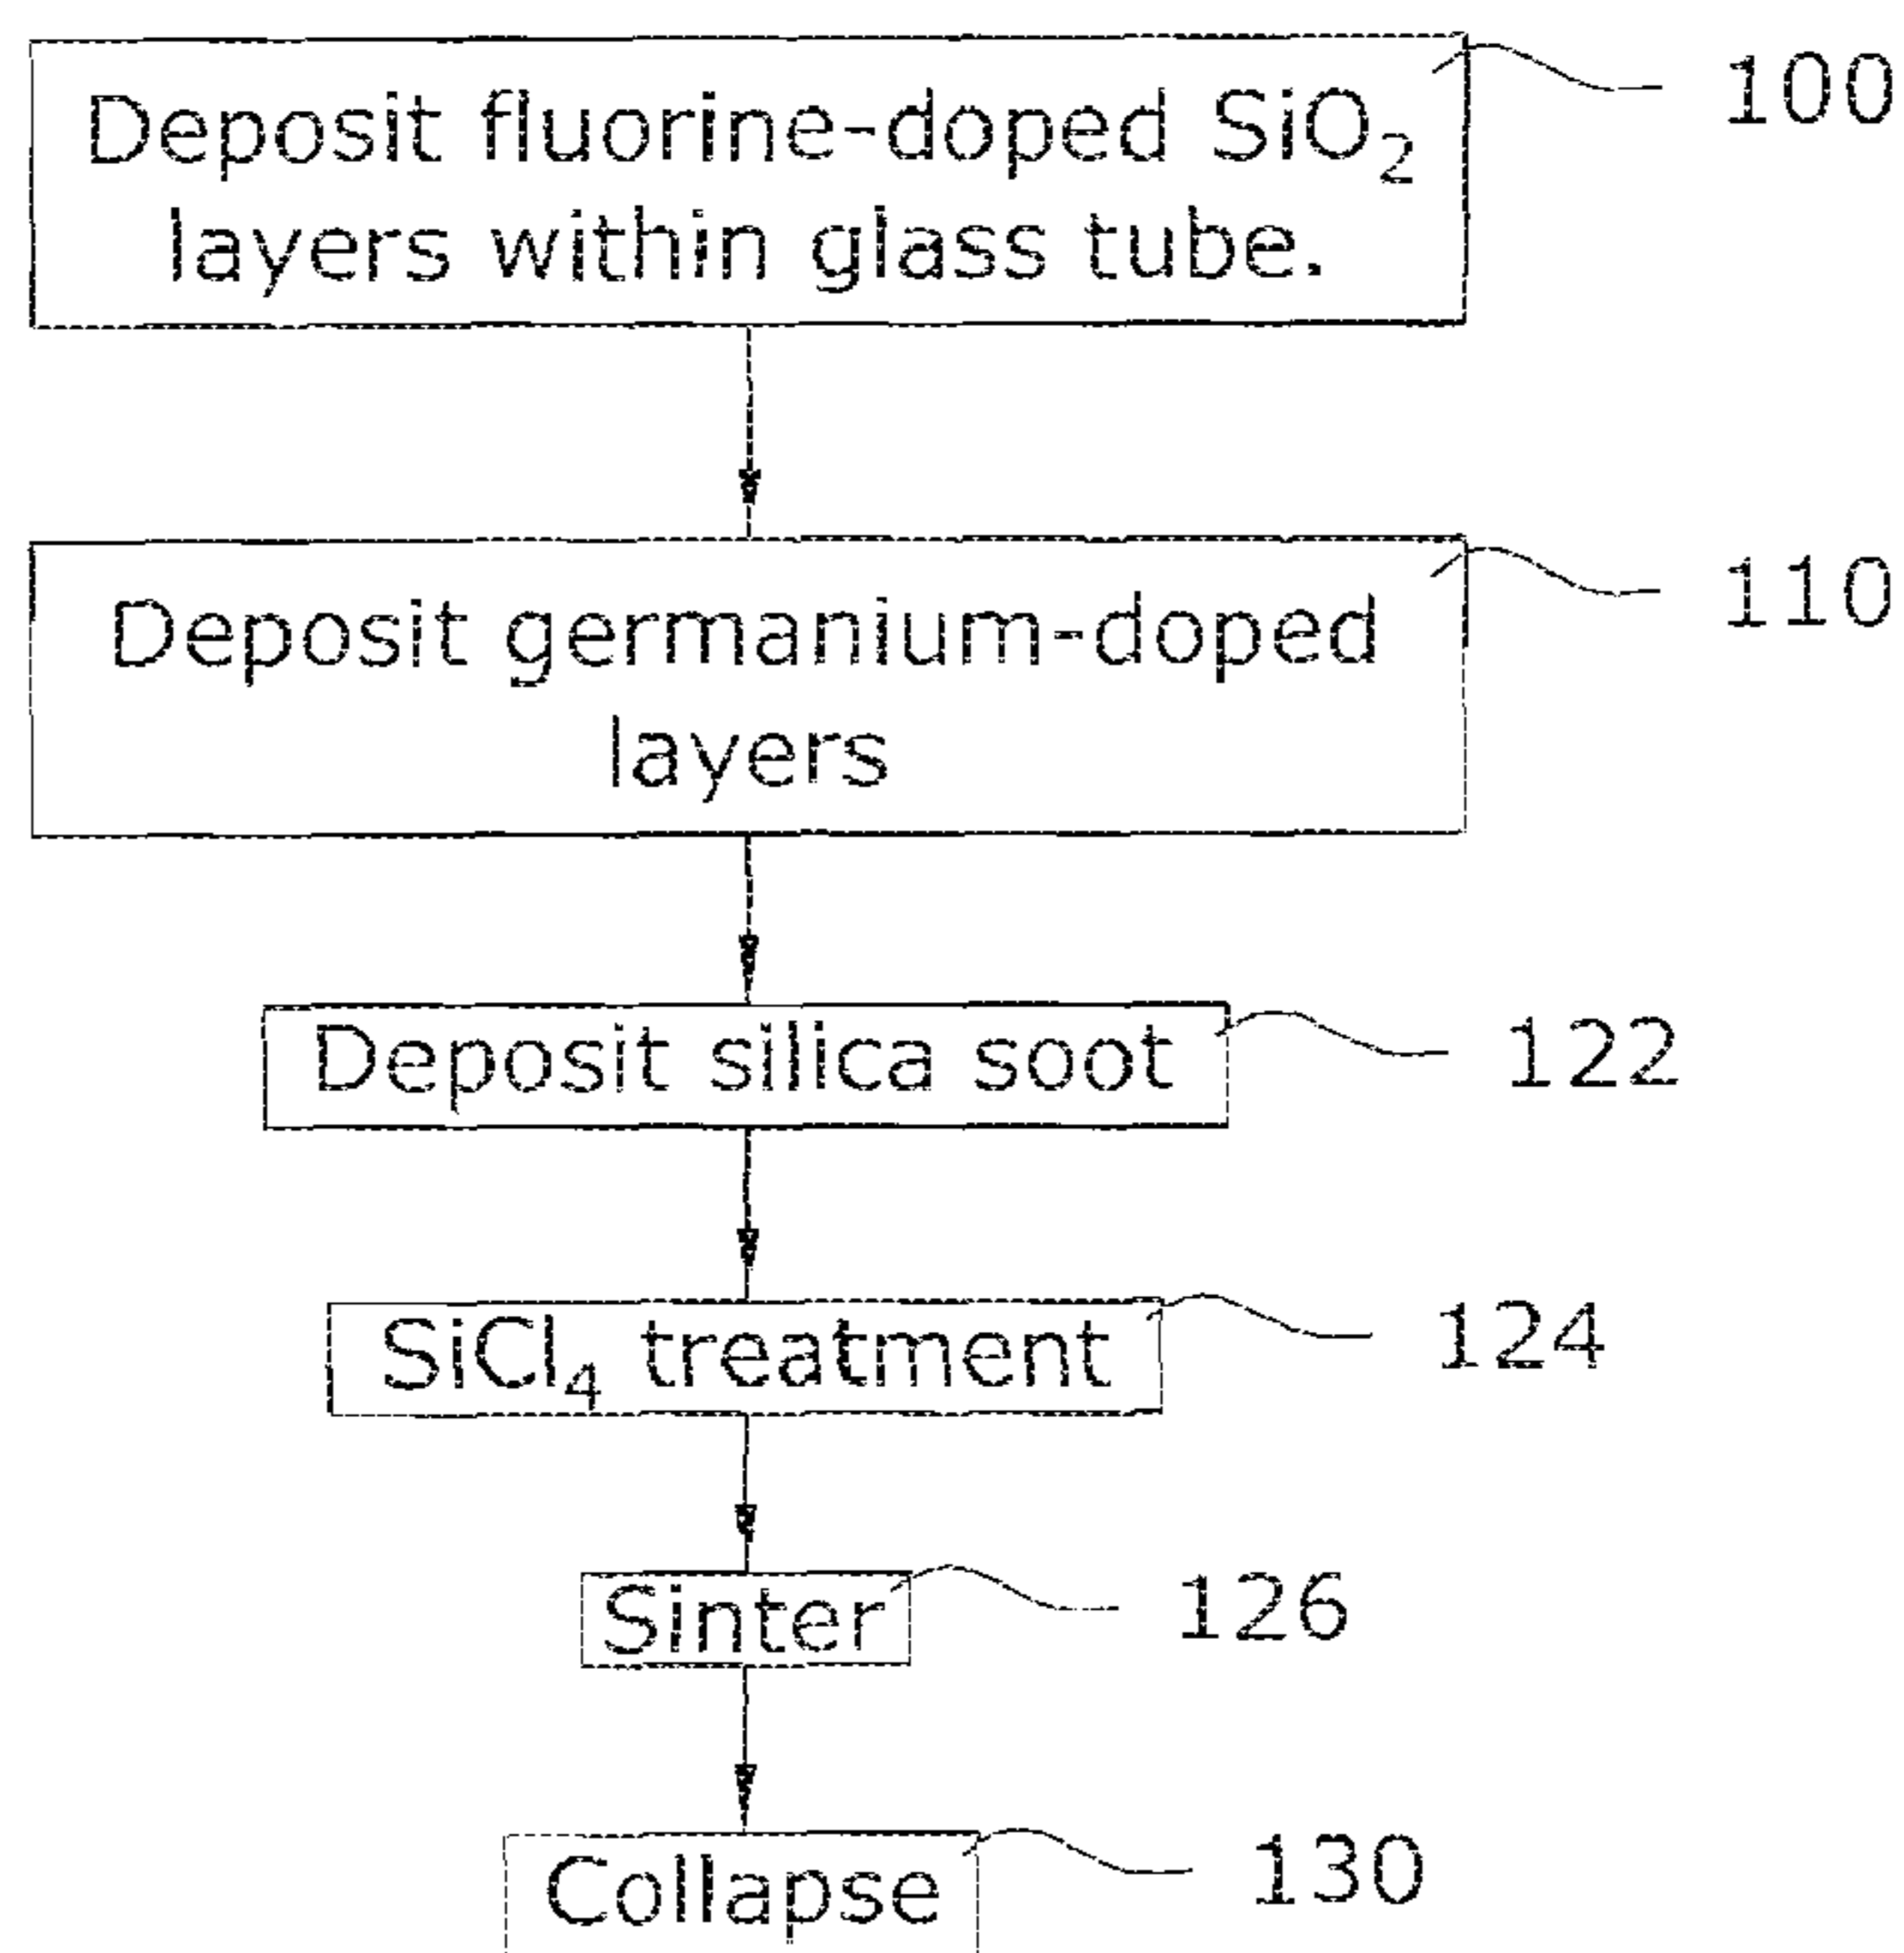 Deposit fluorine-doped SiO₂ 100
layers within glass tube.
Deposit germanium-doped 110
layers
Deposit silica soot 122
SiCl₄ treatment 124
Sinter 126
Collapse 130